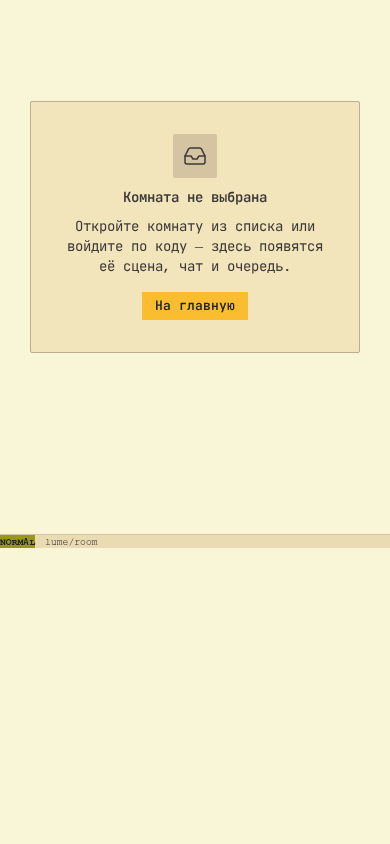 Комната не выбрана
Откройте комнату из списка или
войдите по коду — здесь появятся
её сцена, чат и очередь.
На главную
NORMAL lume/room